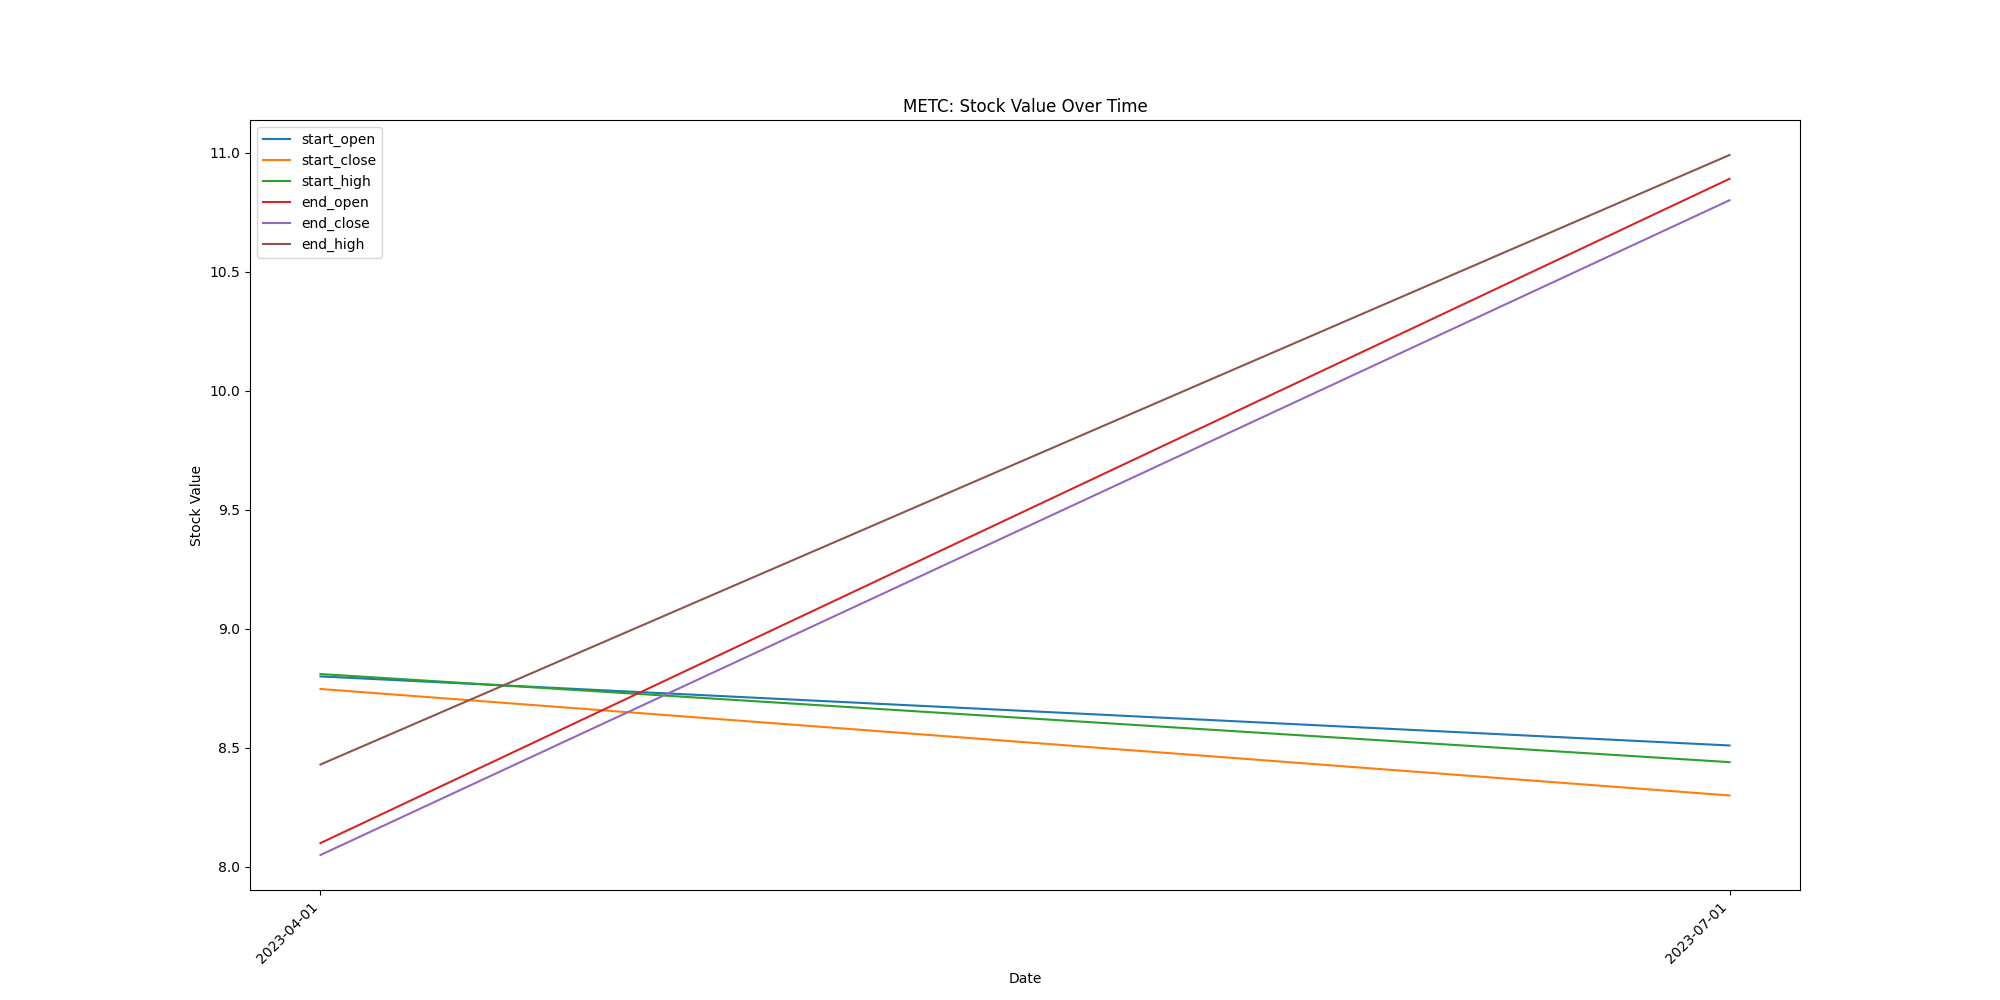 METC: Stock Value Over Time
start_open
start_close
start_high
end_open
end_close
end_high
11.0
10.5
10.0
9.5
9.0
8.5
8.0
Stock Value
2023-04-01
2023-07-01
Date